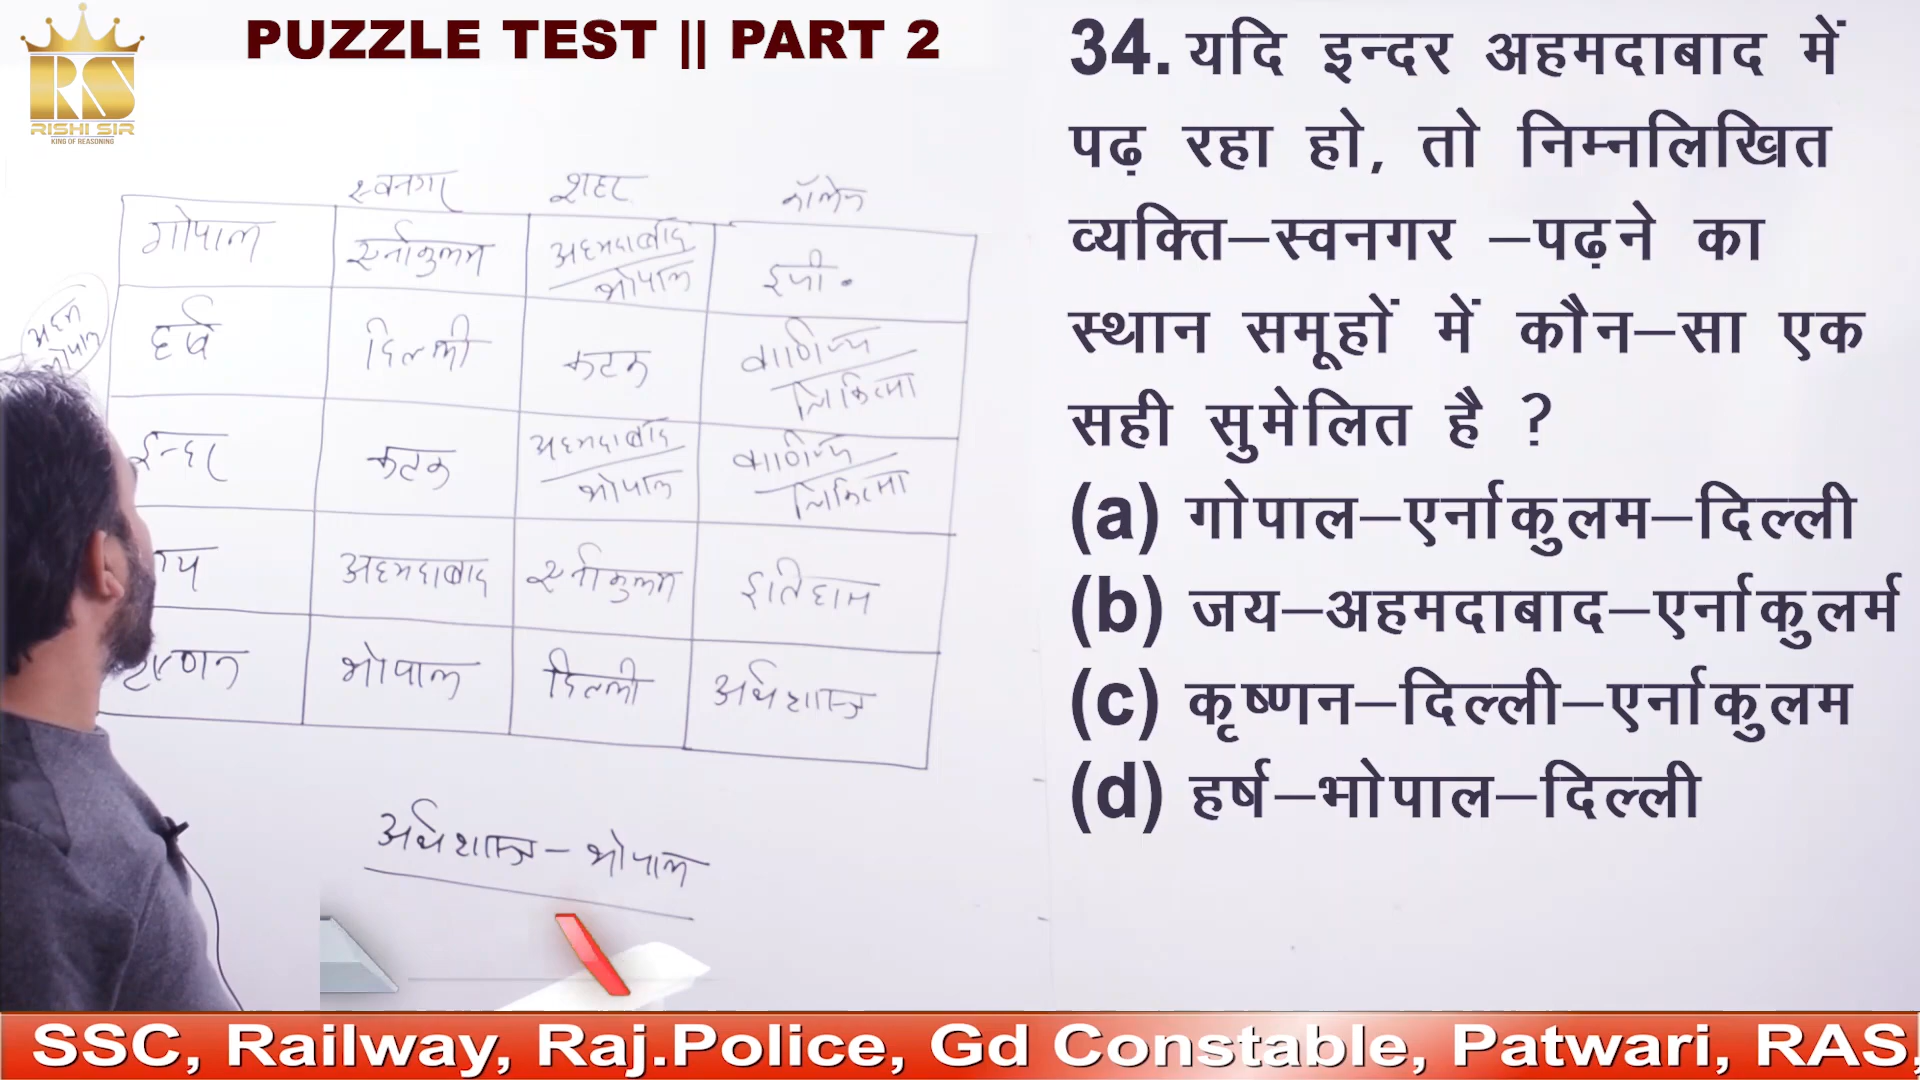 RS
RISHI SIR
KING OF REASONING
PUZZLE TEST || PART 2
34. यदि इन्दर अहमदाबाद में
पढ़ रहा हो, तो निम्नलिखित
व्यक्ति–स्वनगर –पढ़ने का
स्थान समूहों में कौन–सा एक
सही सुमेलित है ?
(a) गोपाल–एर्नाकुलम–दिल्ली
(b) जय–अहमदाबाद–एर्नाकुलर्म
(c) कृष्णन–दिल्ली–एर्नाकुलम
(d) हर्ष–भोपाल–दिल्ली
स्वनगर शहर कॉलेज
गोपाल एर्नाकुलम अहमदाबाद
भोपाल इंजी.
हर्ष दिल्ली कटक वाणिज्य
चिकित्सा
इन्दर कटक अहमदाबाद वाणिज्य
भोपाल चिकित्सा
य अहमदाबाद एर्नाकुलम इतिहास
कृष्णन भोपाल दिल्ली अर्थशास्त्र
अर्थशास्त्र – भोपाल
SSC, Railway, Raj.Police, Gd Constable, Patwari, RAS,